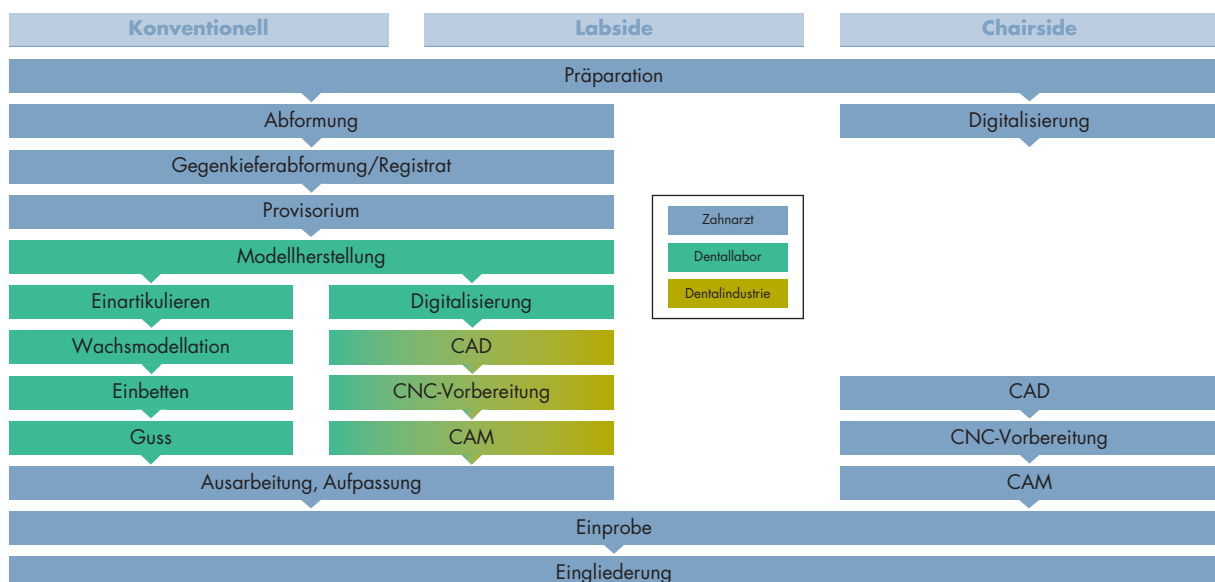 Konventionell
Labside
Chairside
Präparation
Abformung
Digitalisierung
Gegenkieferabformung/Registrat
Provisorium
Zahnarzt
Modellherstellung
Dentallabor
Einartikulieren
Digitalisierung
Dentalindustrie
Wachsmodellation
CAD
Einbetten
CNC-Vorbereitung
CAD
Guss
CAM
CNC-Vorbereitung
Ausarbeitung, Aufpassung
CAM
Einprobe
Eingliederung